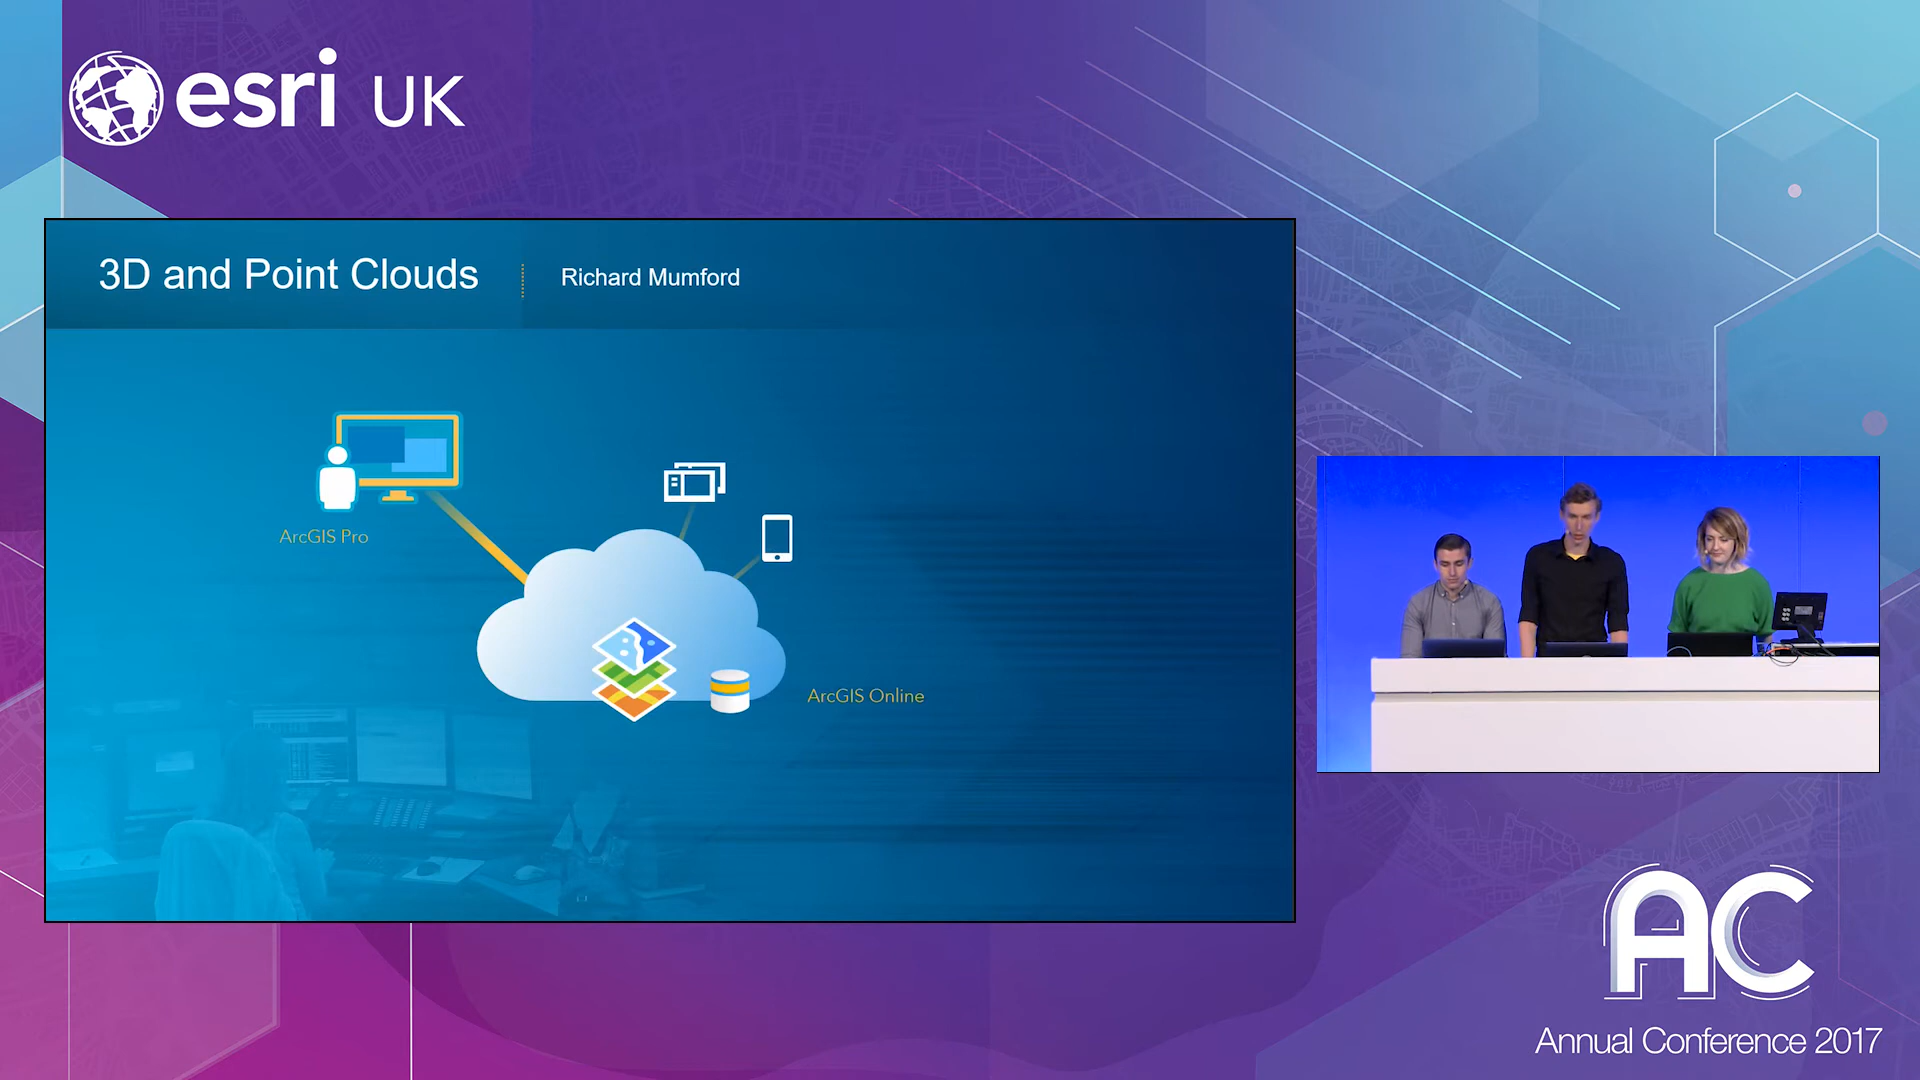 esri UK
3D and Point Clouds
Richard Mumford
ArcGIS Pro
ArcGIS Online
AC
Annual Conference 2017